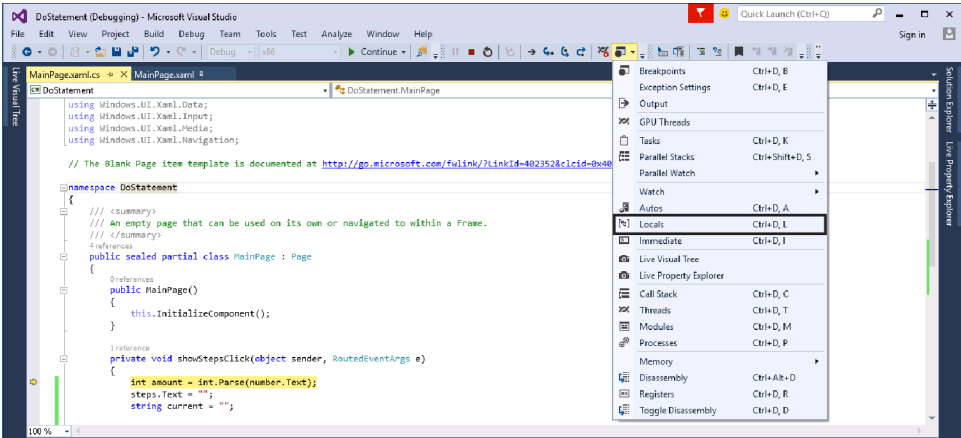 DoStatement (Debugging) - Microsoft Visual Studio
Quick Launch (Ctrl+Q)
File Edit View Project Build Debug Team Tools Test Analyze Window Help
Sign in
Debug x86 Continue
Live Visual Tree
MainPage.xaml.cs MainPage.xaml
C# DoStatement
DoStatement.MainPage
using Windows.UI.Xaml.Data;
using Windows.UI.Xaml.Input;
using Windows.UI.Xaml.Media;
using Windows.UI.Xaml.Navigation;
// The Blank Page item template is documented at http://go.microsoft.com/fwlink/?LinkId=402352&clcid=0x40
namespace DoStatement
{
/// <summary>
/// An empty page that can be used on its own or navigated to within a Frame.
/// </summary>
4 references
public sealed partial class MainPage : Page
{
0 references
public MainPage()
{
this.InitializeComponent();
}
1 reference
private void showStepsClick(object sender, RoutedEventArgs e)
{
int amount = int.Parse(number.Text);
steps.Text = "";
string current = "";
100 %
Breakpoints Ctrl+D, B
Exception Settings Ctrl+D, E
Output
GPU Threads
Tasks Ctrl+D, K
Parallel Stacks Ctrl+Shift+D, S
Parallel Watch
Watch
Autos Ctrl+D, A
Locals Ctrl+D, L
Immediate Ctrl+D, I
Live Visual Tree
Live Property Explorer
Call Stack Ctrl+D, C
Threads Ctrl+D, T
Modules Ctrl+D, M
Processes Ctrl+D, P
Memory
Disassembly Ctrl+Alt+D
Registers Ctrl+D, R
Toggle Disassembly Ctrl+D, D
Solution Explorer
Live Property Explorer